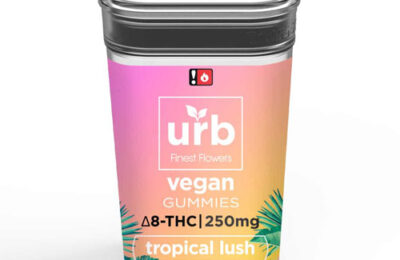 !
urb
Finest Flowers
vegan
GUMMIES
Δ8-THC|250mg
tropical lush